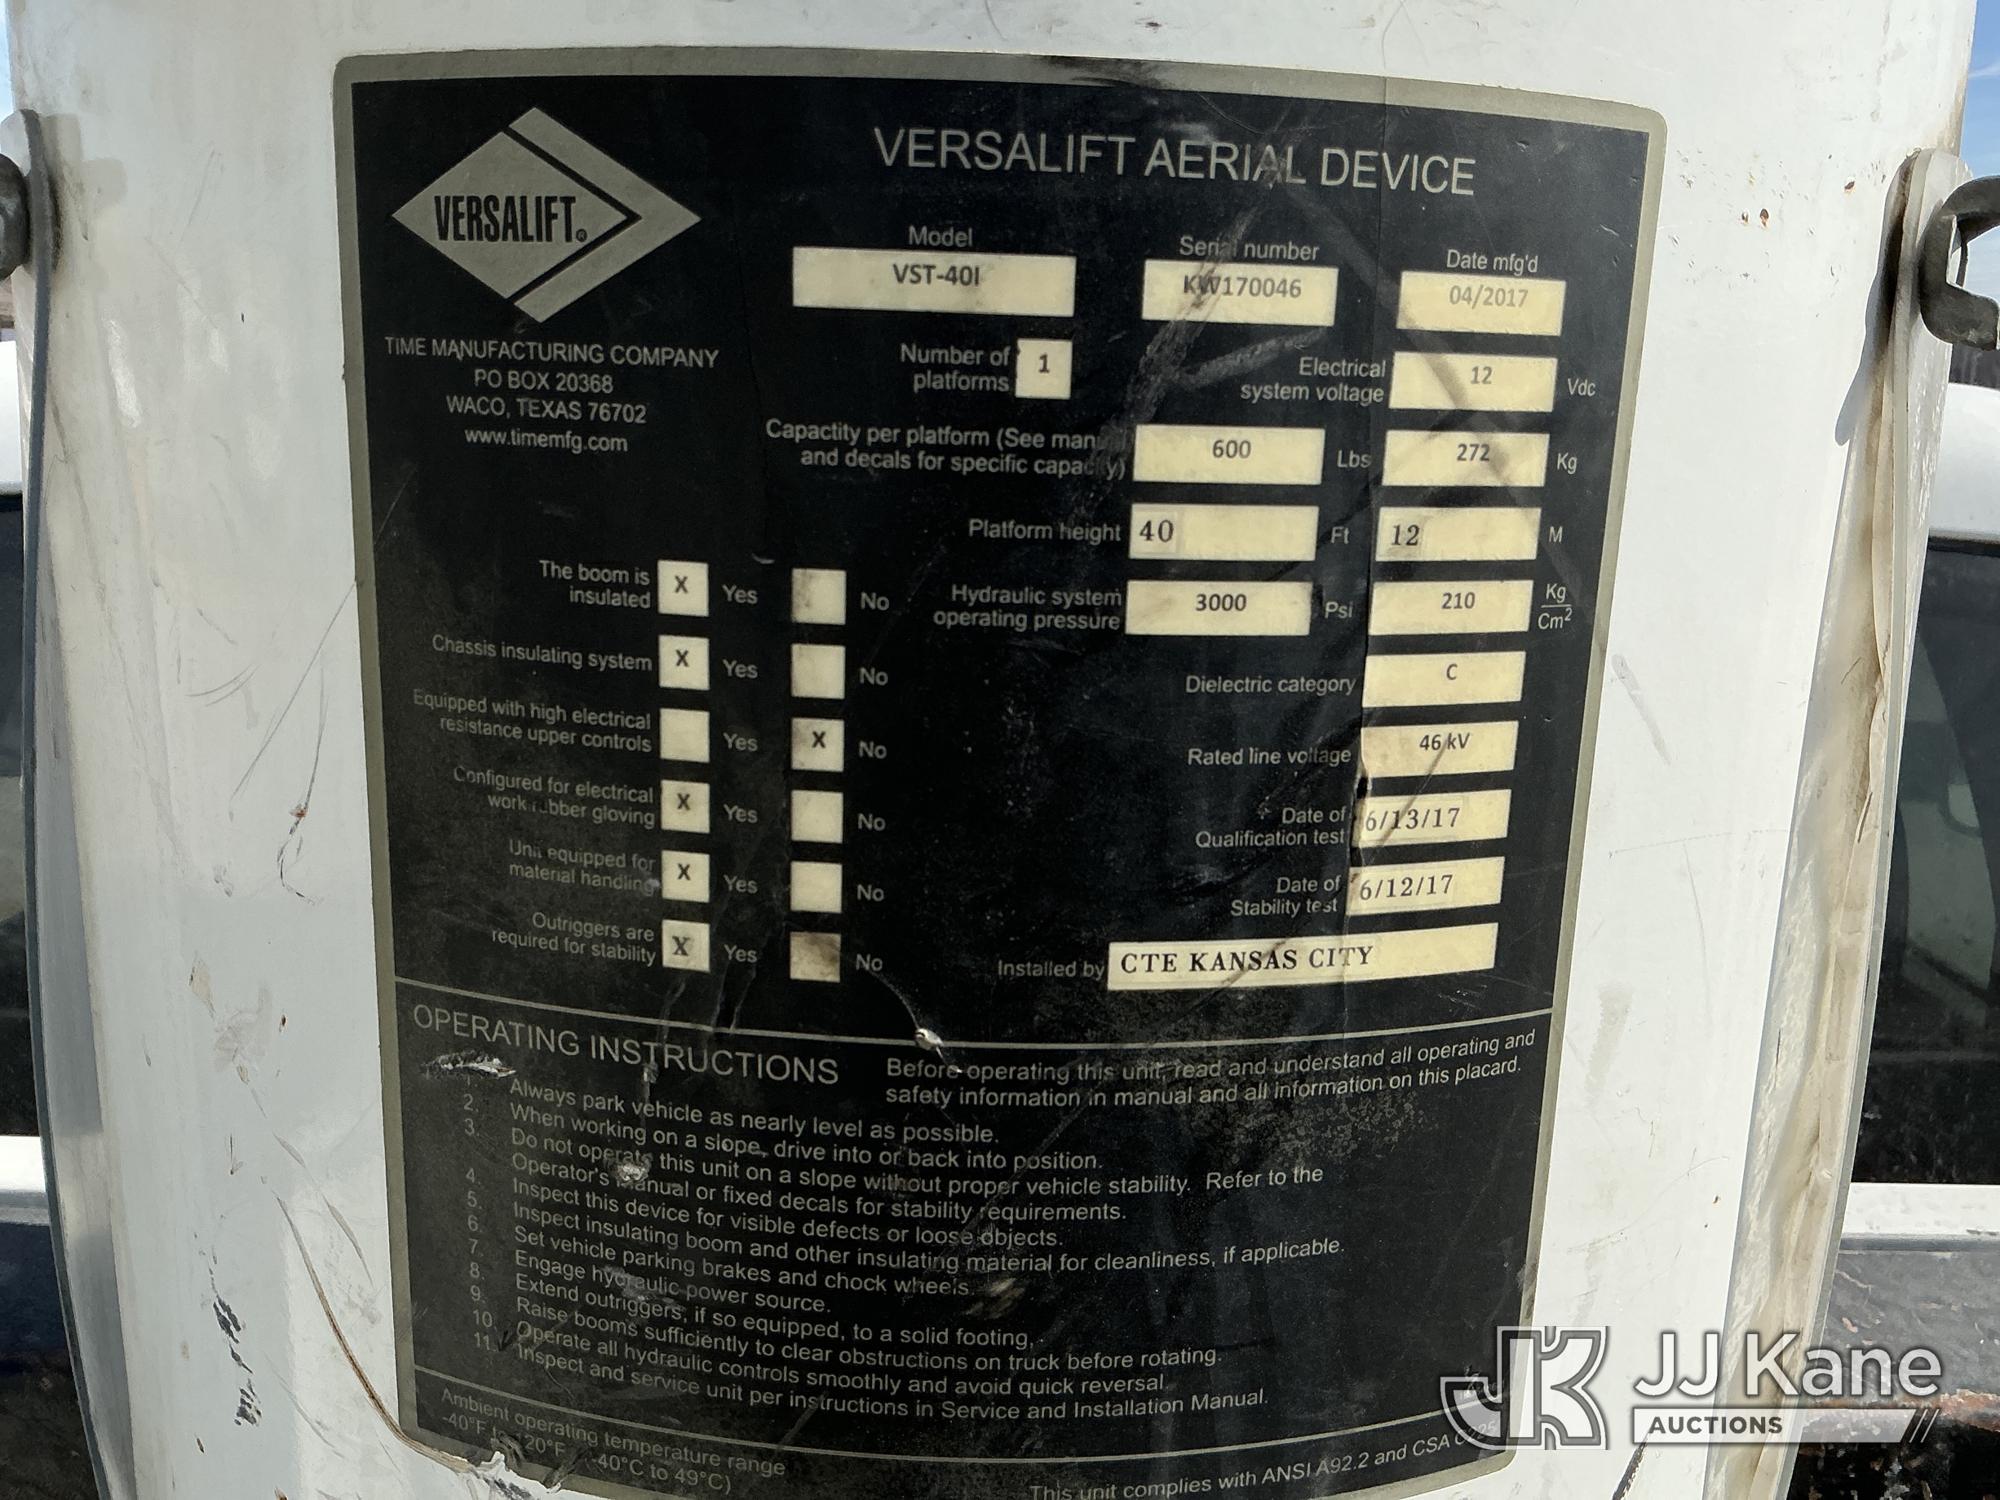 VERSALIFT®
TIME MANUFACTURING COMPANY
PO BOX 20368
WACO, TEXAS 76702
www.timemfg.com
VERSALIFT AERIAL DEVICE
Model
VST-40I
Serial number
KW170046
Date mfg'd
04/2017
Number of
platforms
1
Electrical
system voltage
12
Vdc
Capactity per platform (See manual
and decals for specific capacity)
600
Lbs
272
Kg
Platform height
40
Ft
12
M
Hydraulic system
operating pressure
3000
Psi
210
Kg
Cm²
Dielectric category
C
Rated line voltage
46 kV
Date of
Qualification test
6/13/17
Date of
Stability test
6/12/17
Installed by
CTE KANSAS CITY
The boom is
insulated
X Yes No
Chassis insulating system
X Yes No
Equipped with high electrical
resistance upper controls
Yes X No
Configured for electrical
work rubber gloving
X Yes No
Unit equipped for
material handling
X Yes No
Outriggers are
required for stability
X Yes No
OPERATING INSTRUCTIONS
Before operating this unit, read and understand all operating and
safety information in manual and all information on this placard.
1. Always park vehicle as nearly level as possible.
2. When working on a slope, drive into or back into position.
3. Do not operate this unit on a slope without proper vehicle stability. Refer to the
Operator's manual or fixed decals for stability requirements.
4. Inspect this device for visible defects or loose objects.
5. Inspect insulating boom and other insulating material for cleanliness, if applicable.
6. Set vehicle parking brakes and chock wheels.
7. Engage hydraulic power source.
8. Extend outriggers, if so equipped, to a solid footing.
9. Raise booms sufficiently to clear obstructions on truck before rotating.
10. Operate all hydraulic controls smoothly and avoid quick reversal.
11. Inspect and service unit per instructions in Service and Installation Manual.
Ambient operating temperature range
-40°F to 120°F (-40°C to 49°C)
This unit complies with ANSI A92.2 and CSA C225
JJ Kane
AUCTIONS